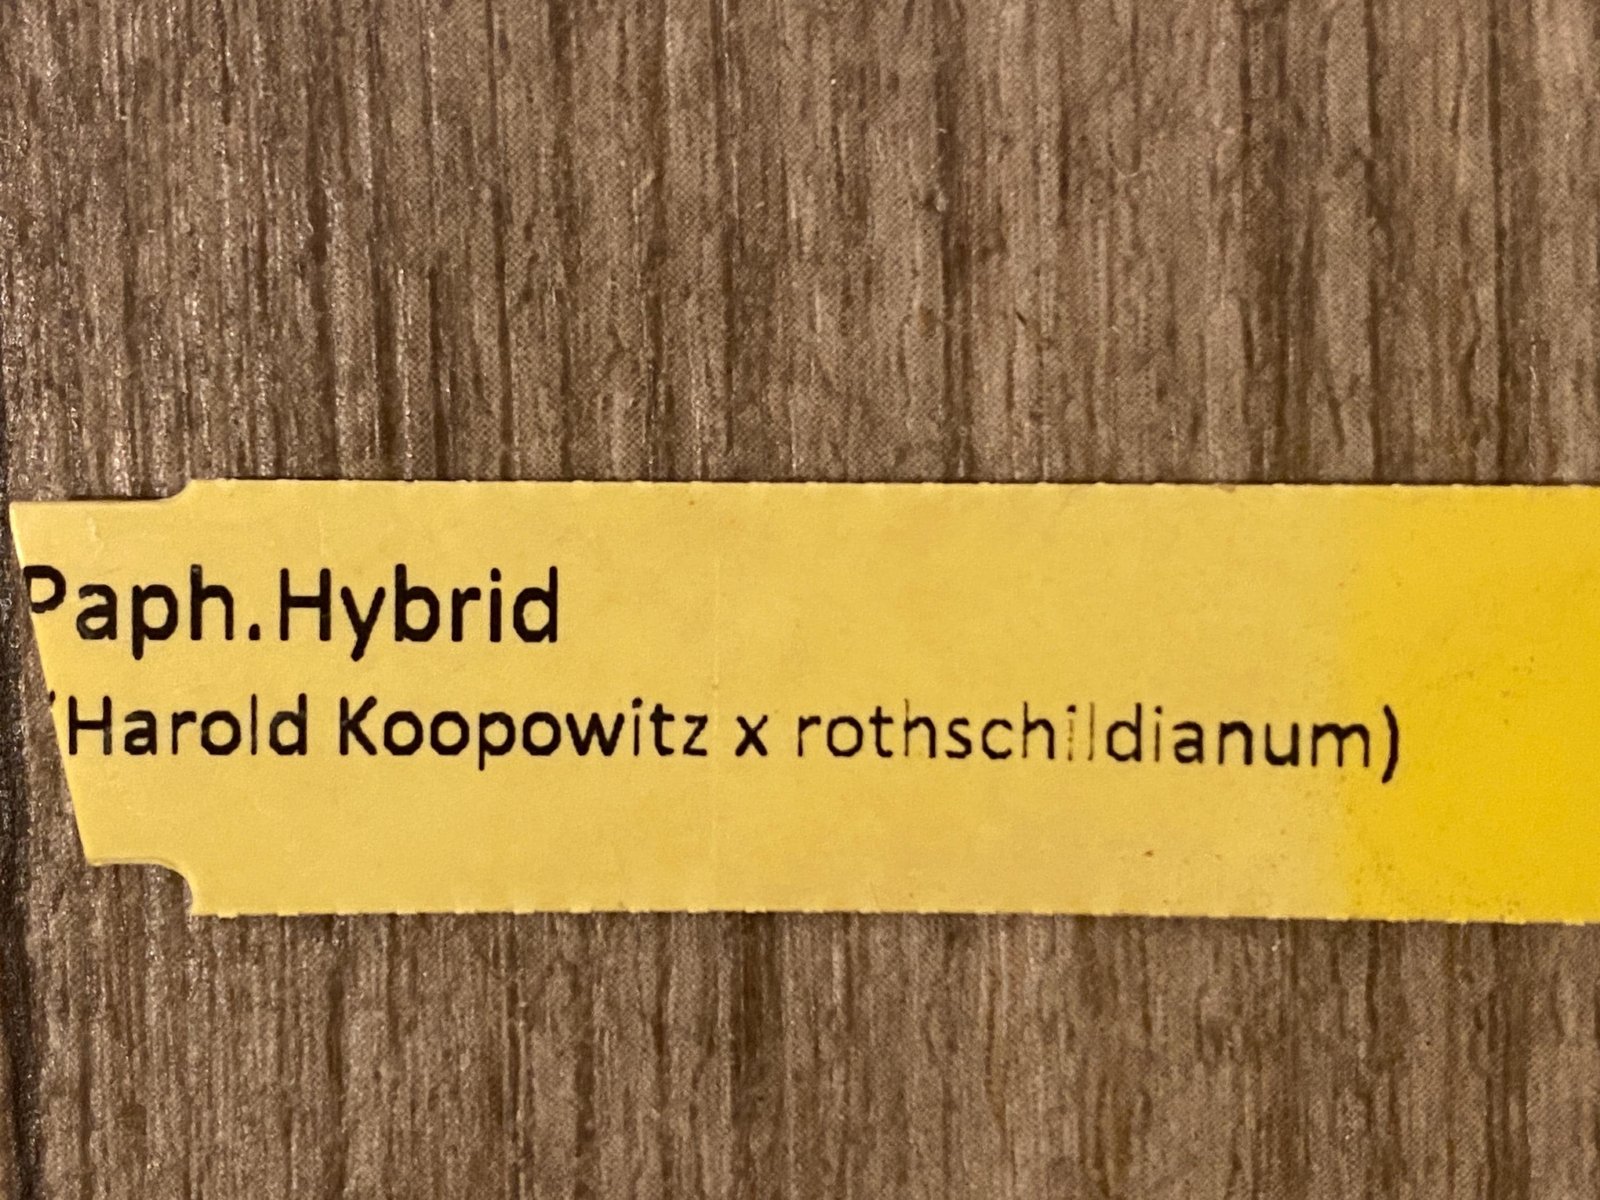 Paph.Hybrid
(Harold Koopowitz x rothschildianum)